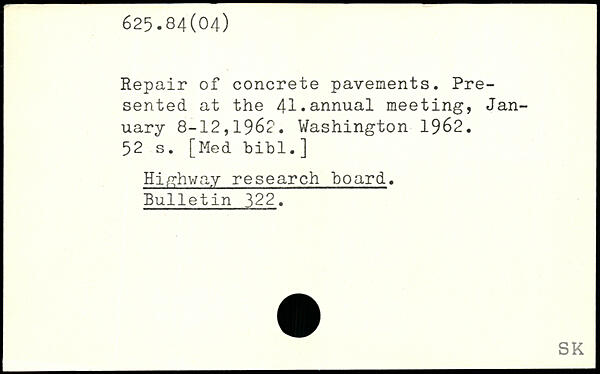 625.84(04)
Repair of concrete pavements. Pre-
sented at the 41.annual meeting, Jan-
uary 8-12,1962. Washington 1962.
52 s. [Med bibl.]
Highway research board.
Bulletin 322.
SK